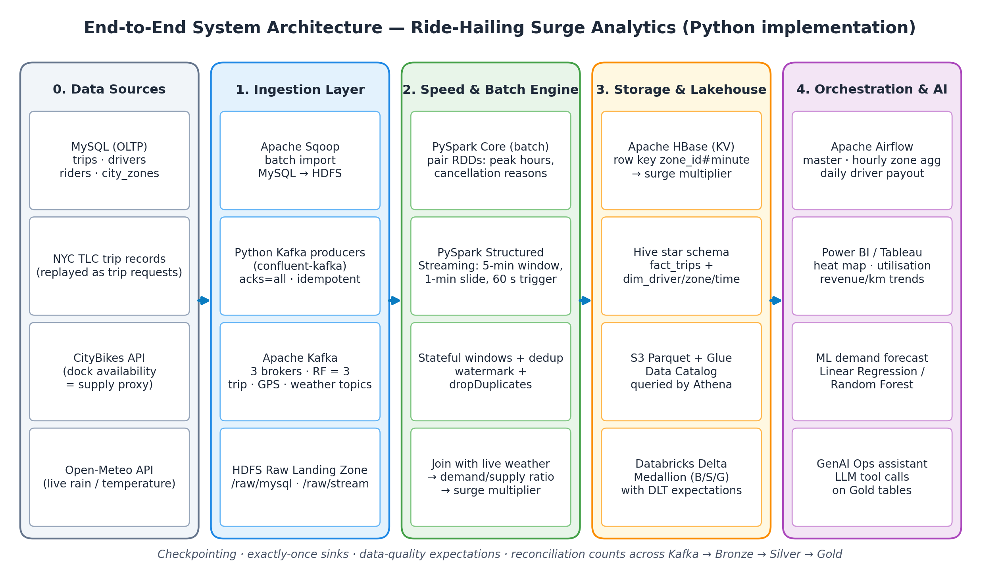 End-to-End System Architecture — Ride-Hailing Surge Analytics (Python implementation)
0. Data Sources
MySQL (OLTP)
trips · drivers
riders · city_zones
NYC TLC trip records
(replayed as trip requests)
CityBikes API
(dock availability
= supply proxy)
Open-Meteo API
(live rain / temperature)
1. Ingestion Layer
Apache Sqoop
batch import
MySQL → HDFS
Python Kafka producers
(confluent-kafka)
acks=all · idempotent
Apache Kafka
3 brokers · RF = 3
trip · GPS · weather topics
HDFS Raw Landing Zone
/raw/mysql · /raw/stream
2. Speed & Batch Engine
PySpark Core (batch)
pair RDDs: peak hours,
cancellation reasons
PySpark Structured
Streaming: 5-min window,
1-min slide, 60 s trigger
Stateful windows + dedup
watermark +
dropDuplicates
Join with live weather
→ demand/supply ratio
→ surge multiplier
3. Storage & Lakehouse
Apache HBase (KV)
row key zone_id#minute
→ surge multiplier
Hive star schema
fact_trips +
dim_driver/zone/time
S3 Parquet + Glue
Data Catalog
queried by Athena
Databricks Delta
Medallion (B/S/G)
with DLT expectations
4. Orchestration & AI
Apache Airflow
master · hourly zone agg
daily driver payout
Power BI / Tableau
heat map · utilisation
revenue/km trends
ML demand forecast
Linear Regression /
Random Forest
GenAI Ops assistant
LLM tool calls
on Gold tables
Checkpointing · exactly-once sinks · data-quality expectations · reconciliation counts across Kafka → Bronze → Silver → Gold